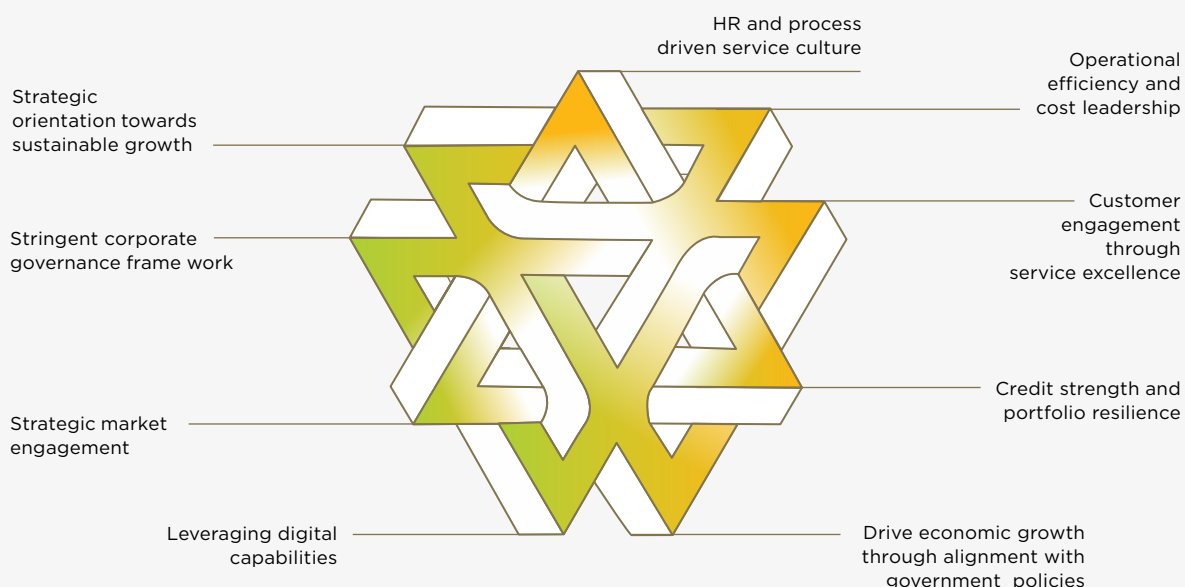 HR and process
driven service culture
Operational
efficiency and
cost leadership
Strategic
orientation towards
sustainable growth
Customer
engagement
through
service excellence
Stringent corporate
governance frame work
Credit strength and
portfolio resilience
Strategic market
engagement
Leveraging digital
capabilities
Drive economic growth
through alignment with
government policies